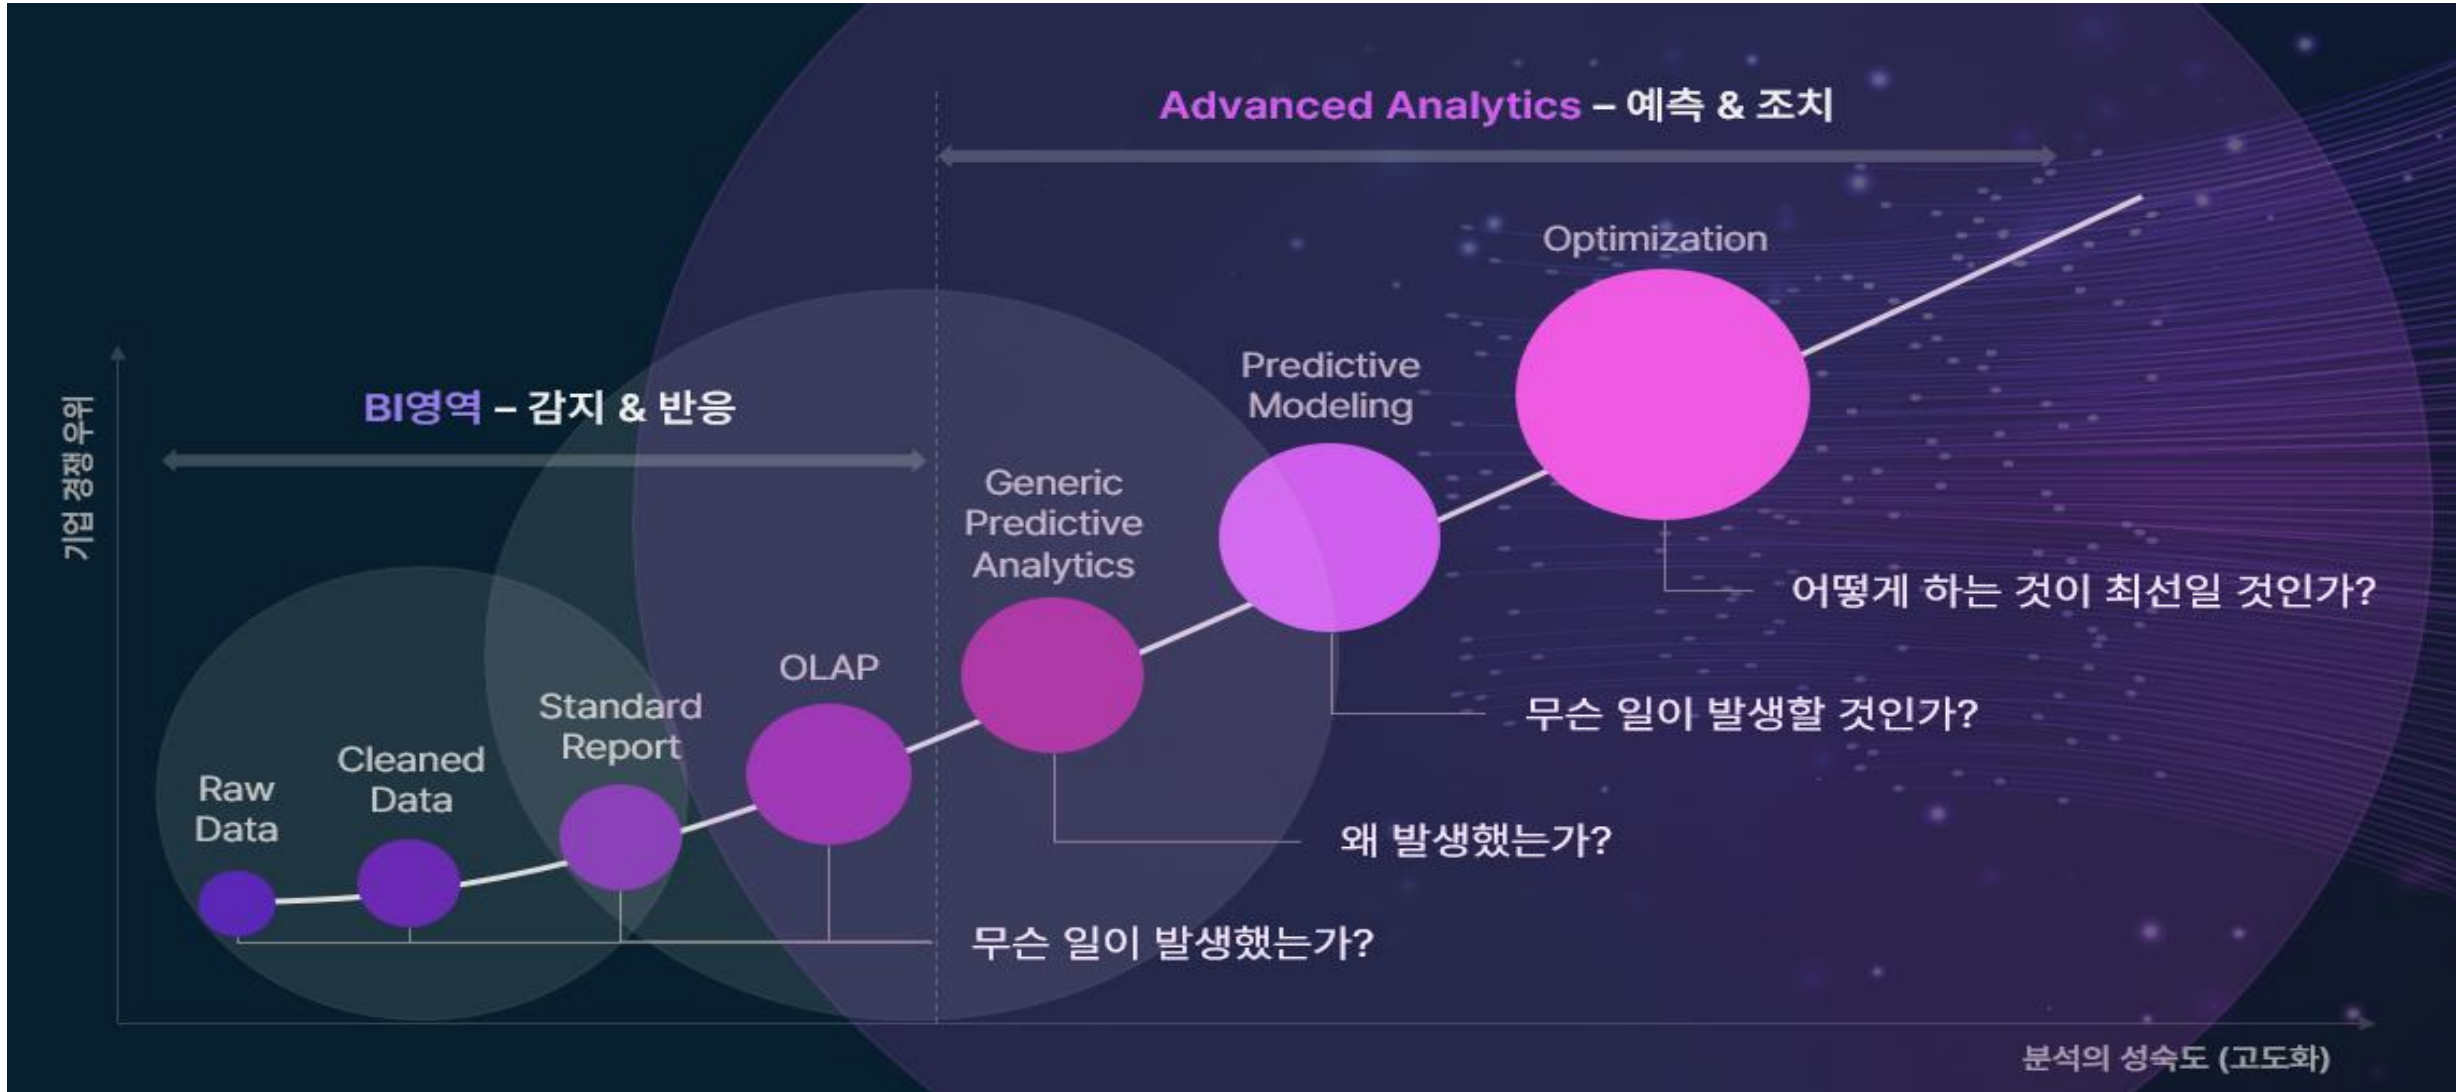 Advanced Analytics – 예측 & 조치
Optimization
Predictive
Modeling
BI영역 – 감지 & 반응
기업 경쟁 우위
Generic
Predictive
Analytics
어떻게 하는 것이 최선일 것인가?
OLAP
Standard
Report
무슨 일이 발생할 것인가?
Cleaned
Data
Raw
Data
왜 발생했는가?
무슨 일이 발생했는가?
분석의 성숙도 (고도화)